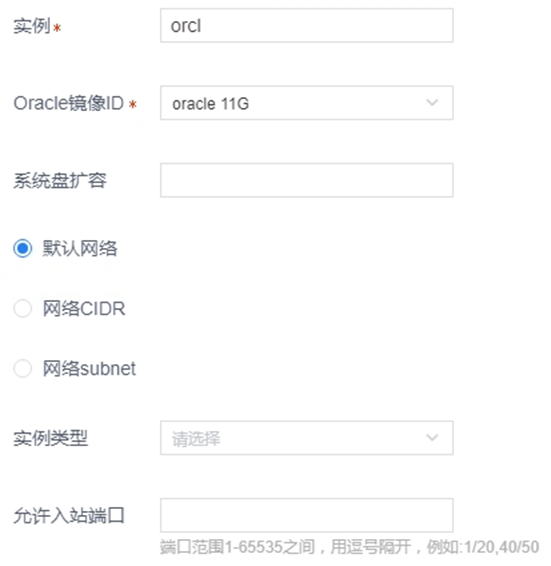 实例* orcl
Oracle镜像ID* oracle 11G
系统盘扩容
默认网络
网络CIDR
网络subnet
实例类型 请选择
允许入站端口
端口范围1-65535之间，用逗号隔开，例如:1/20,40/50